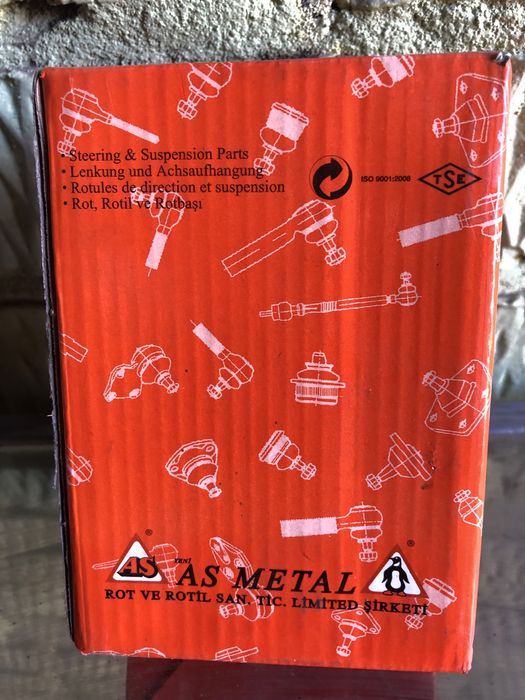 • Steering & Suspension Parts
• Lenkung und Achsaufhangung
• Rotules de direction et suspension
• Rot, Rotil ve Rotbaşı
ISO 9001:2008
TSE
AS ®
YENİ AS METAL
®
ROT VE ROTİL SAN. TİC. LİMİTED ŞİRKETİ